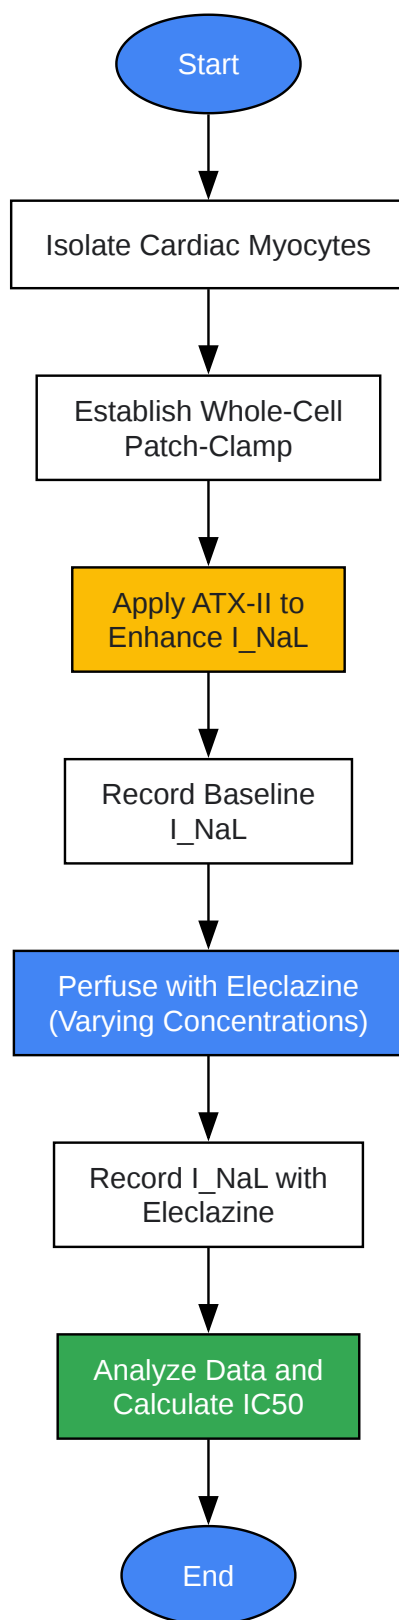 Start
Isolate Cardiac Myocytes
Establish Whole-Cell
Patch-Clamp
Apply ATX-II to
Enhance I_NaL
Record Baseline
I_NaL
Perfuse with Eleclazine
(Varying Concentrations)
Record I_NaL with
Eleclazine
Analyze Data and
Calculate IC50
End